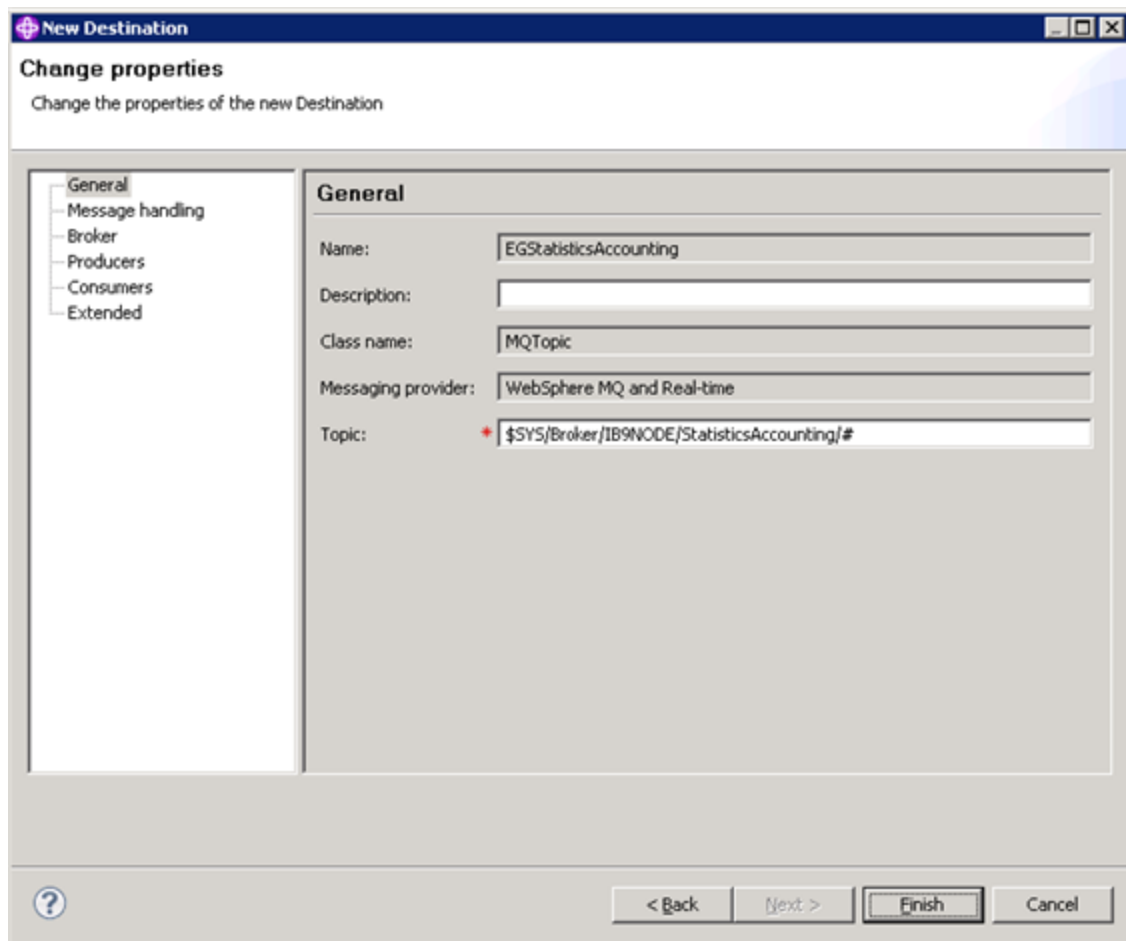 New Destination
Change properties
Change the properties of the new Destination
General
Message handling
Broker
Producers
Consumers
Extended
General
Name: EGStatisticsAccounting
Description:
Class name: MQTopic
Messaging provider: WebSphere MQ and Real-time
Topic: * $SYS/Broker/IB9NODE/StatisticsAccounting/#
?
< Back Next > Finish Cancel